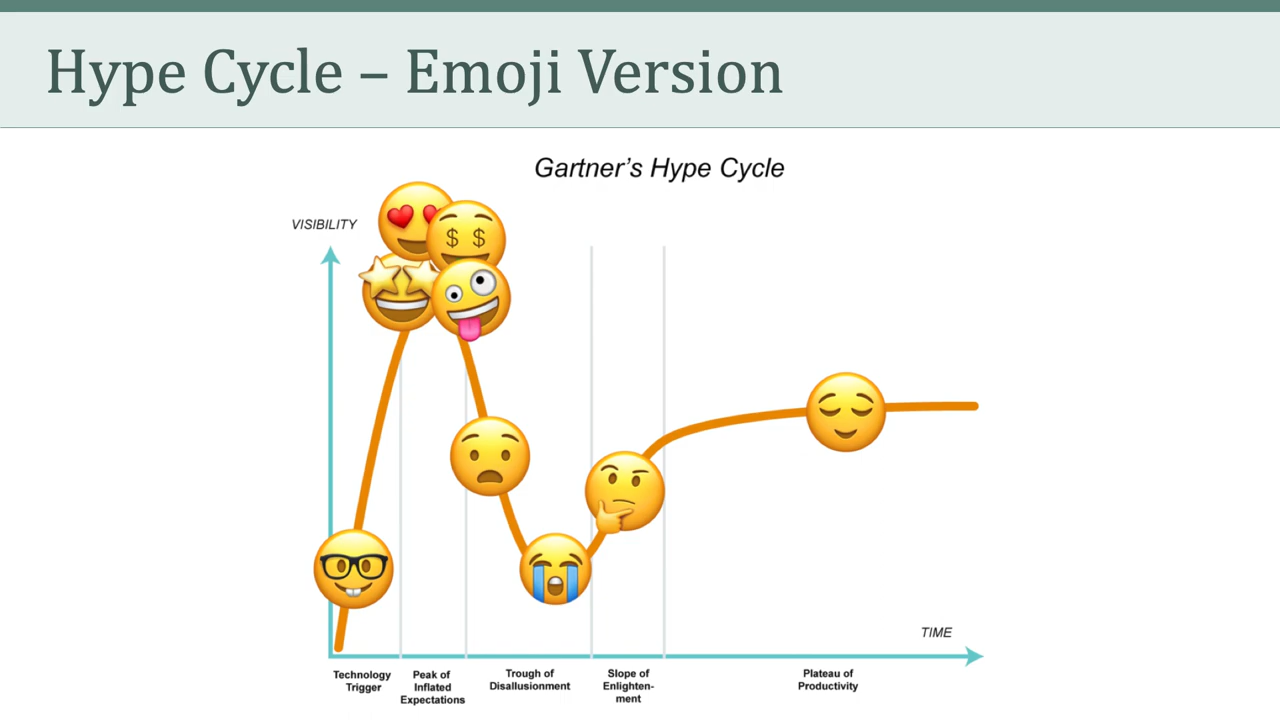 Hype Cycle – Emoji Version
Gartner’s Hype Cycle
VISIBILITY
$ $
TIME
Technology
Trigger
Peak of
Inflated
Expectations
Trough of
Disallusionment
Slope of
Enlighten-
ment
Plateau of
Productivity